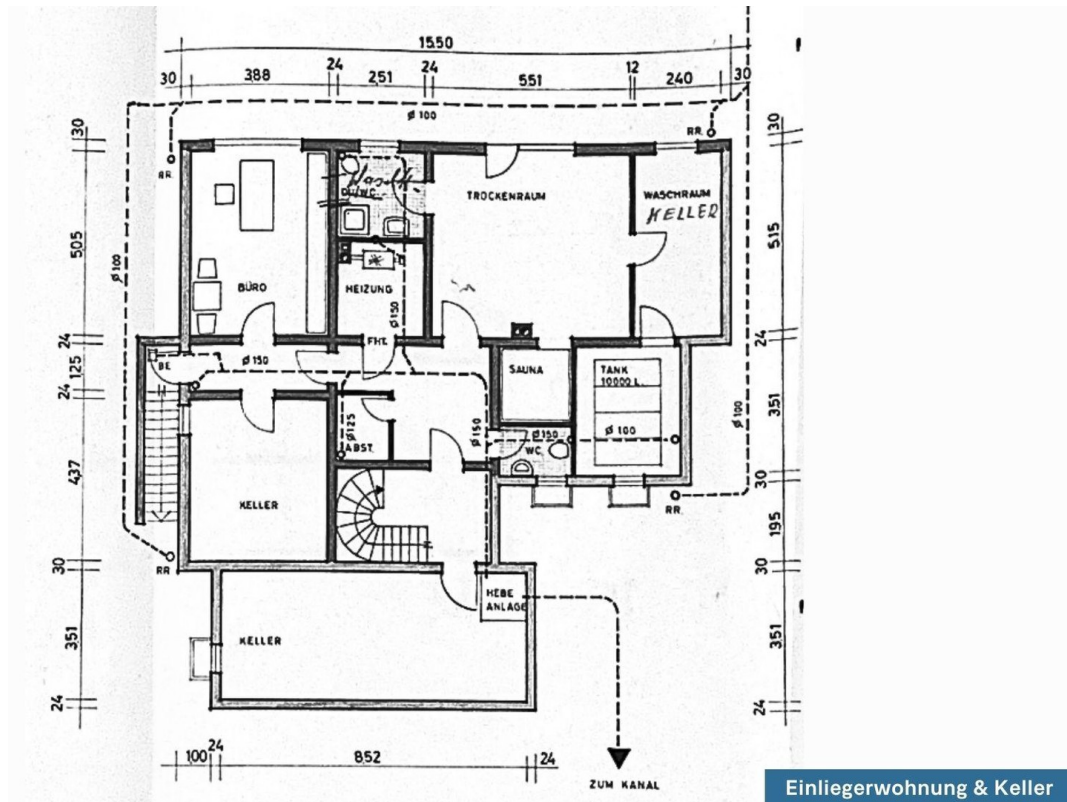 1550
30 388 24 251 24 551 12 240 30
Ø 100
RR.
RR.
30
505
24
125
24
437
30
351
24
Ø 100
DU/WC
TROCKENRAUM
WASCHRAUM
KELLER
BÜRO
HEIZUNG
Ø 150
FHT.
BE
Ø 150
SAUNA
TANK
10000 L.
Ø 125
ABST.
Ø 150
Ø 150
WC
Ø 100
RR.
KELLER
RR
HEBE
ANLAGE
KELLER
30
515
24
351
30
195
30
351
24
Ø 100
100 24 852 24
ZUM KANAL
Einliegerwohnung & Keller